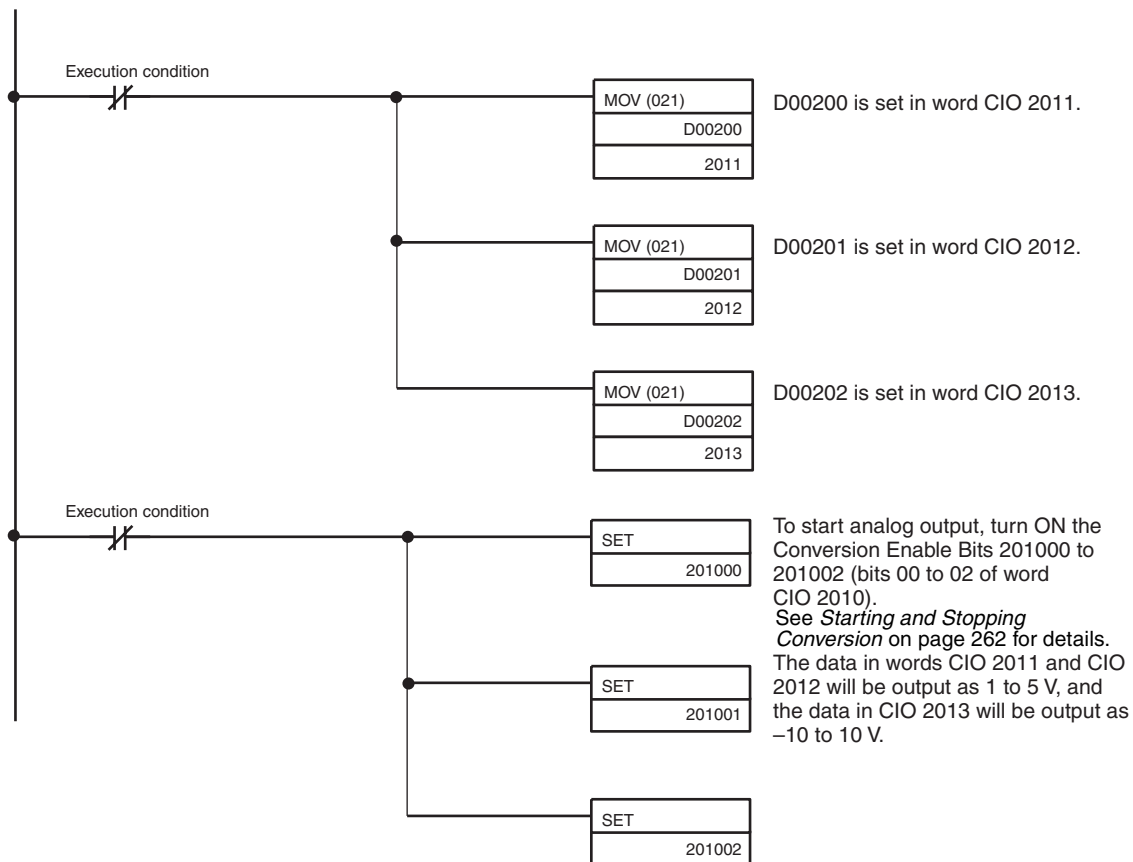 Execution condition
MOV (021)
D00200
2011
D00200 is set in word CIO 2011.
MOV (021)
D00201
2012
D00201 is set in word CIO 2012.
MOV (021)
D00202
2013
D00202 is set in word CIO 2013.
Execution condition
SET
201000
To start analog output, turn ON the
Conversion Enable Bits 201000 to
201002 (bits 00 to 02 of word
CIO 2010).
See Starting and Stopping
Conversion on page 262 for details.
The data in words CIO 2011 and CIO
2012 will be output as 1 to 5 V, and
the data in CIO 2013 will be output as
–10 to 10 V.
SET
201001
SET
201002